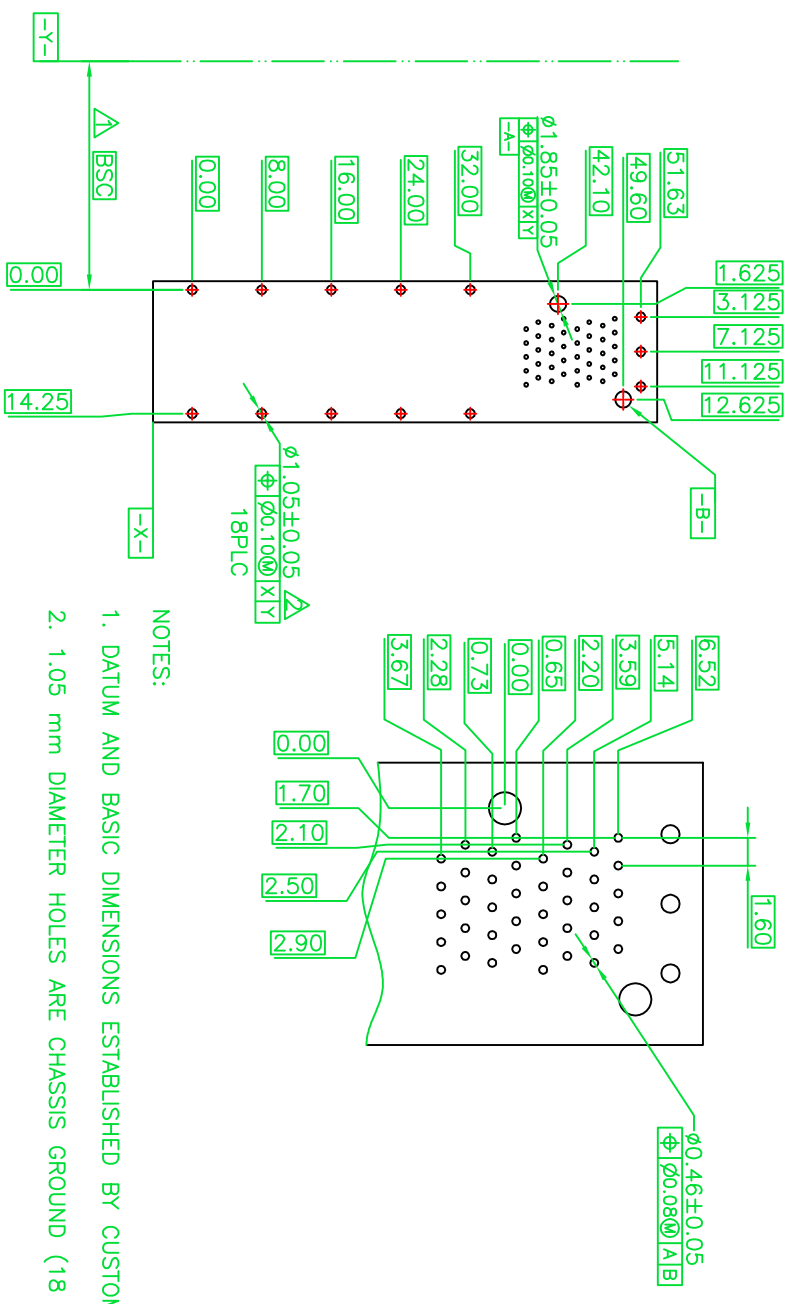 -Y-
1
BSC
0.00
8.00
16.00
24.00
32.00
ø1.85±0.05
⌖ Ø0.10Ⓜ X Y
-A-
42.10
49.60
51.63
0.00
14.25
1.625
3.125
7.125
11.125
12.625
-B-
-X-
ø1.05±0.05
2
⌖ Ø0.10Ⓜ X Y
18PLC
6.52
5.14
3.59
2.20
0.65
0.00
0.73
2.28
3.67
0.00
1.70
2.10
2.50
2.90
1.60
ø0.46±0.05
⌖ Ø0.08Ⓜ A B
NOTES:
1. DATUM AND BASIC DIMENSIONS ESTABLISHED BY
2. 1.05 mm DIAMETER HOLES ARE CHASSIS GROUND (18